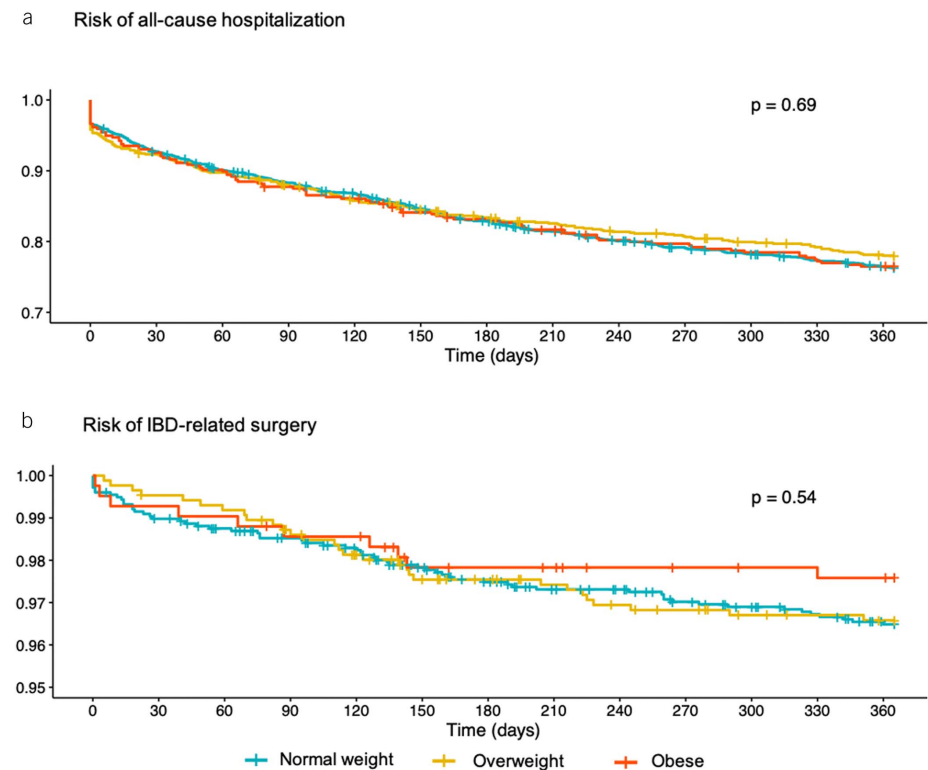 a
Risk of all-cause hospitalization
p = 0.69
1.0
0.9
0.8
0.7
0 30 60 90 120 150 180 210 240 270 300 330 360
Time (days)
b
Risk of IBD-related surgery
p = 0.54
1.00
0.99
0.98
0.97
0.96
0.95
0 30 60 90 120 150 180 210 240 270 300 330 360
Time (days)
Normal weight Overweight Obese